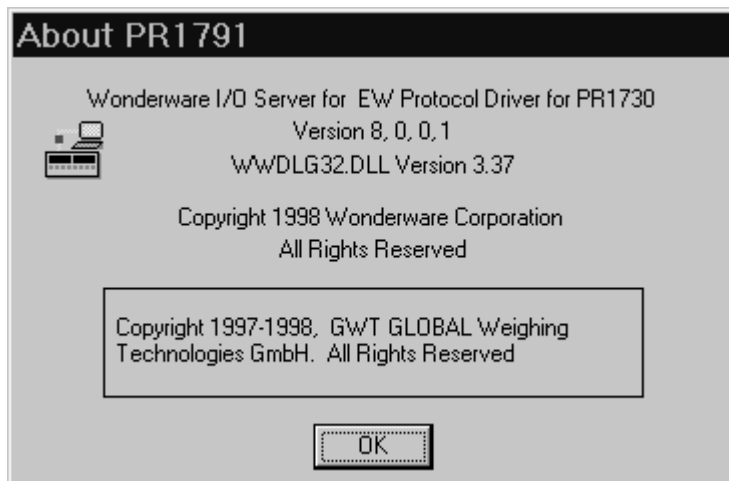 About PR1791
Wonderware I/O Server for EW Protocol Driver for PR1730
Version 8, 0, 0, 1
WWDLG32.DLL Version 3.37
Copyright 1998 Wonderware Corporation
All Rights Reserved
Copyright 1997-1998, GWT GLOBAL Weighing
Technologies GmbH. All Rights Reserved
OK